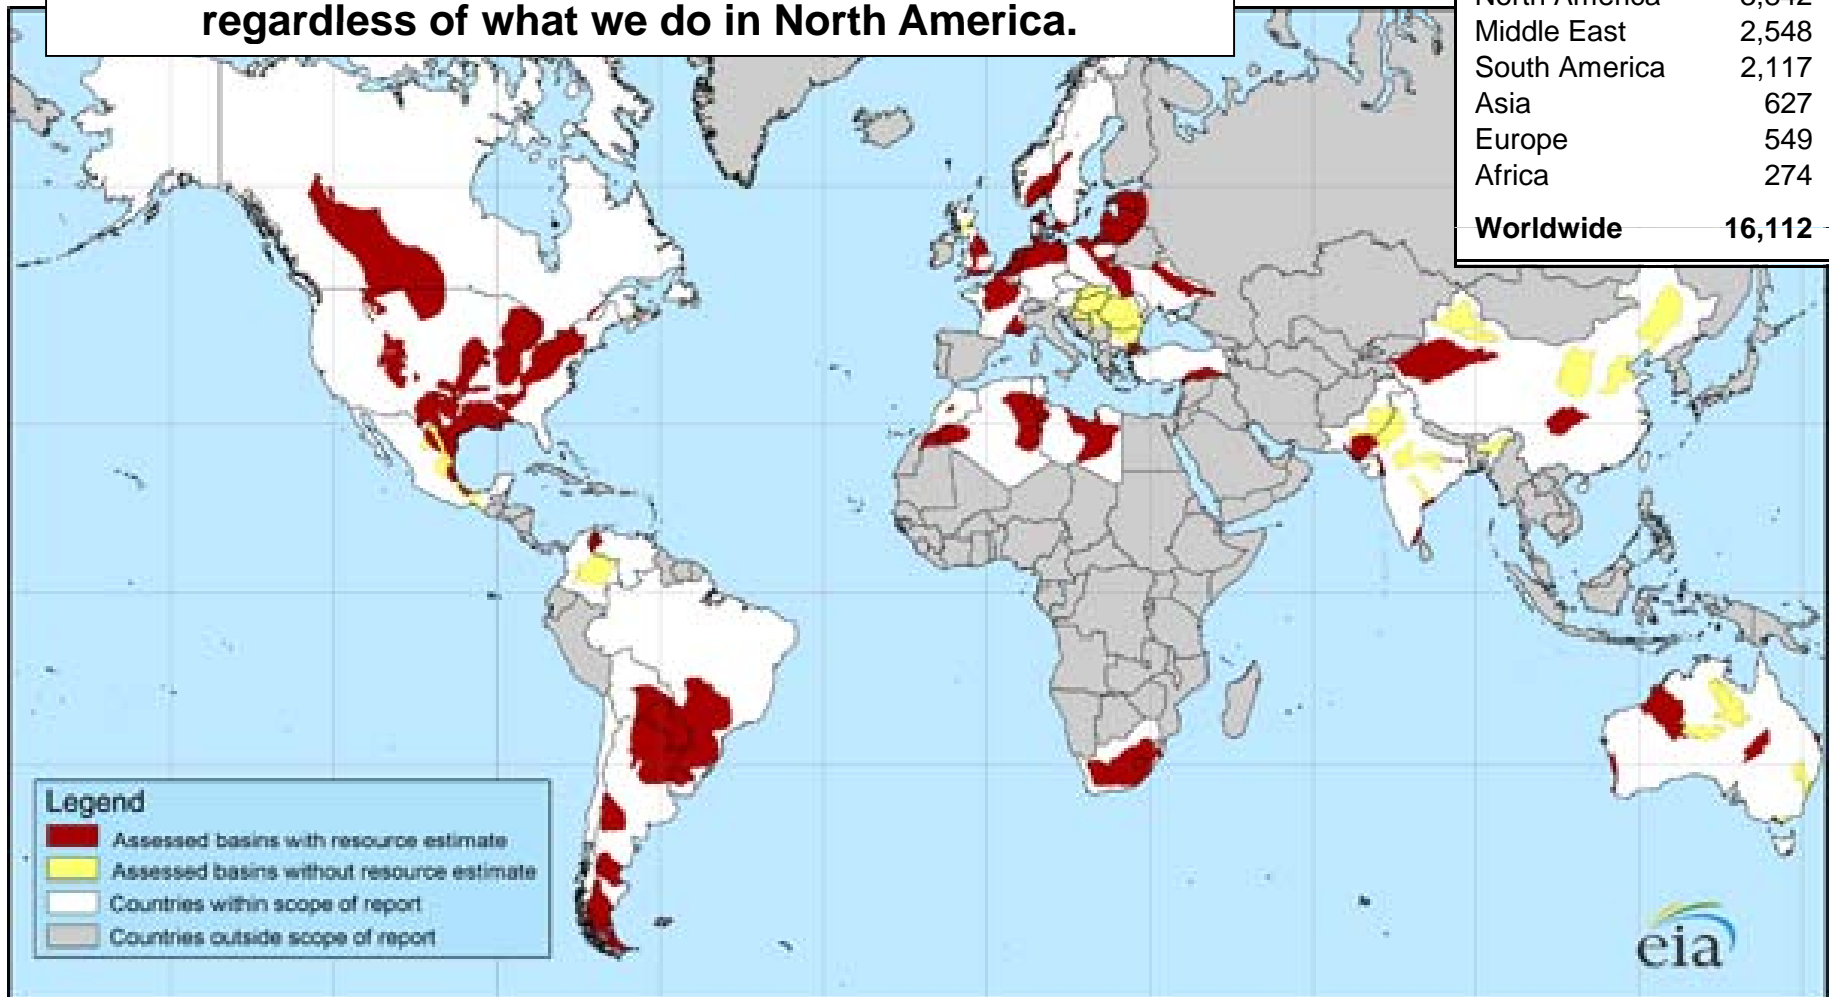 regardless of what we do in North America.
Middle East 2,548
South America 2,117
Asia 627
Europe 549
Africa 274
Worldwide 16,112
Legend
Assessed basins with resource estimate
Assessed basins without resource estimate
Countries within scope of report
Countries outside scope of report
eia